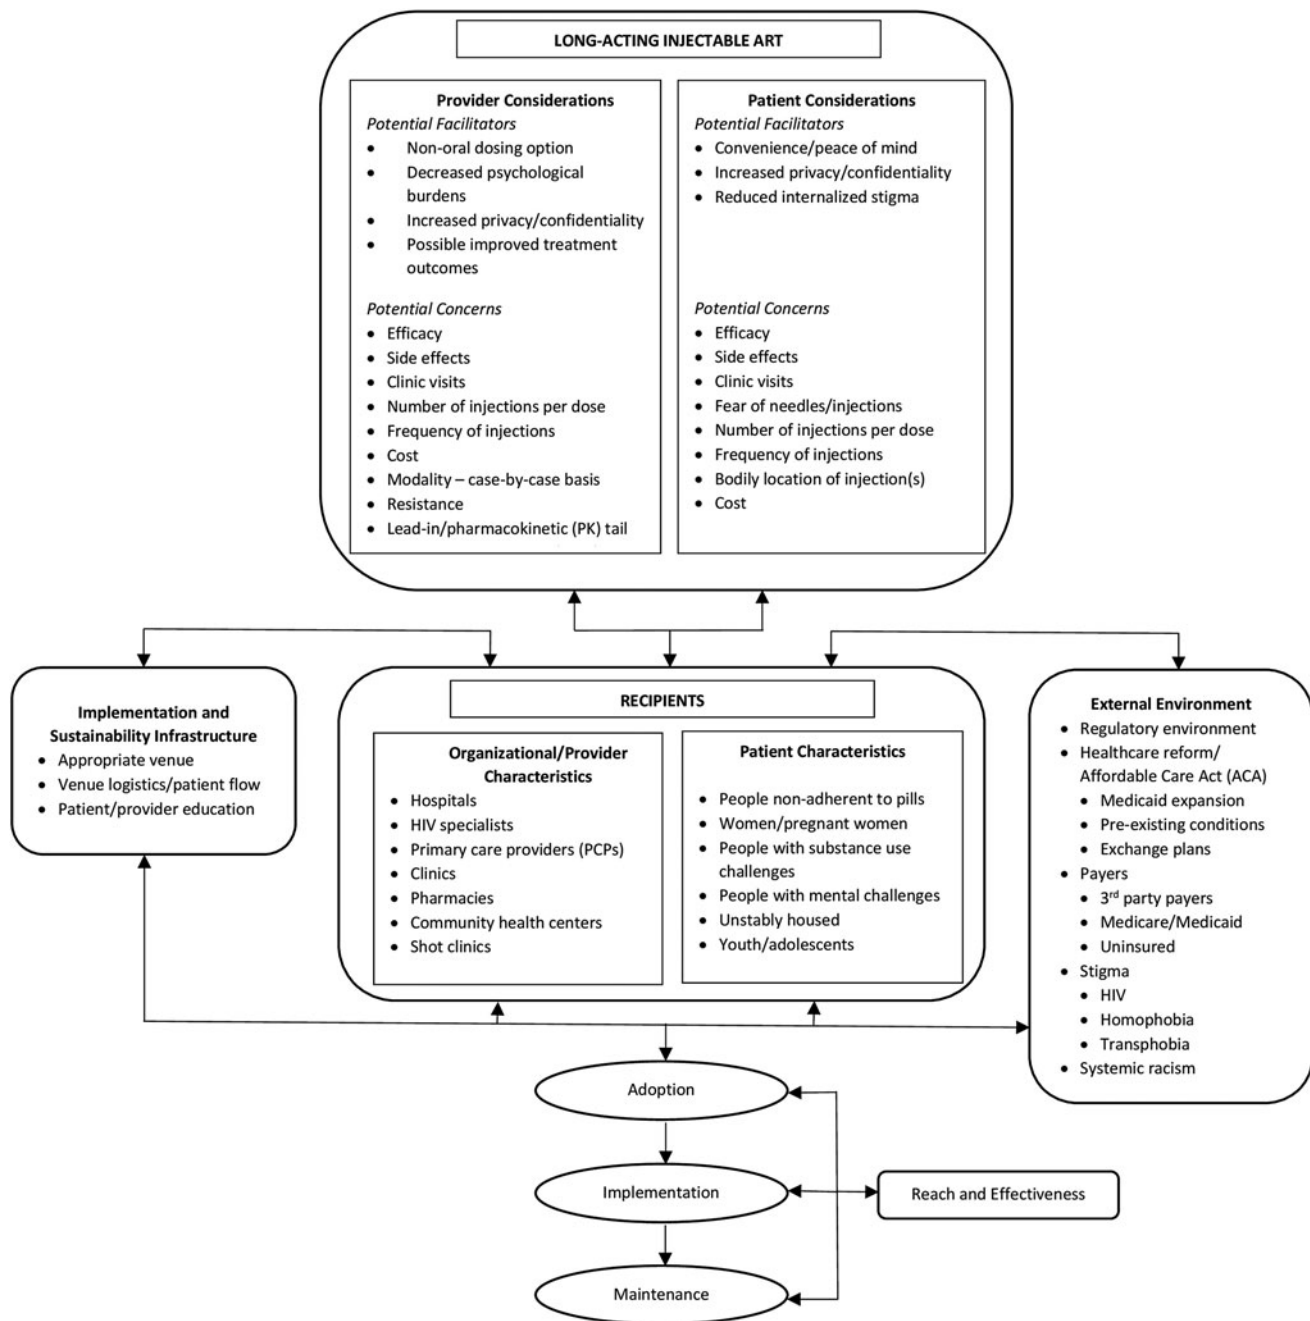 LONG-ACTING INJECTABLE ART
Provider Considerations
Potential Facilitators
• Non-oral dosing option
• Decreased psychological
burdens
• Increased privacy/confidentiality
• Possible improved treatment
outcomes
Potential Concerns
• Efficacy
• Side effects
• Clinic visits
• Number of injections per dose
• Frequency of injections
• Cost
• Modality – case-by-case basis
• Resistance
• Lead-in/pharmacokinetic (PK) tail
Patient Considerations
Potential Facilitators
• Convenience/peace of mind
• Increased privacy/confidentiality
• Reduced internalized stigma
Potential Concerns
• Efficacy
• Side effects
• Clinic visits
• Fear of needles/injections
• Number of injections per dose
• Frequency of injections
• Bodily location of injection(s)
• Cost
Implementation and
Sustainability Infrastructure
• Appropriate venue
• Venue logistics/patient flow
• Patient/provider education
RECIPIENTS
Organizational/Provider
Characteristics
• Hospitals
• HIV specialists
• Primary care providers (PCPs)
• Clinics
• Pharmacies
• Community health centers
• Shot clinics
Patient Characteristics
• People non-adherent to pills
• Women/pregnant women
• People with substance use
challenges
• People with mental challenges
• Unstably housed
• Youth/adolescents
External Environment
• Regulatory environment
• Healthcare reform/
Affordable Care Act (ACA)
• Medicaid expansion
• Pre-existing conditions
• Exchange plans
• Payers
• 3rd party payers
• Medicare/Medicaid
• Uninsured
• Stigma
• HIV
• Homophobia
• Transphobia
• Systemic racism
Adoption
Implementation
Reach and Effectiveness
Maintenance